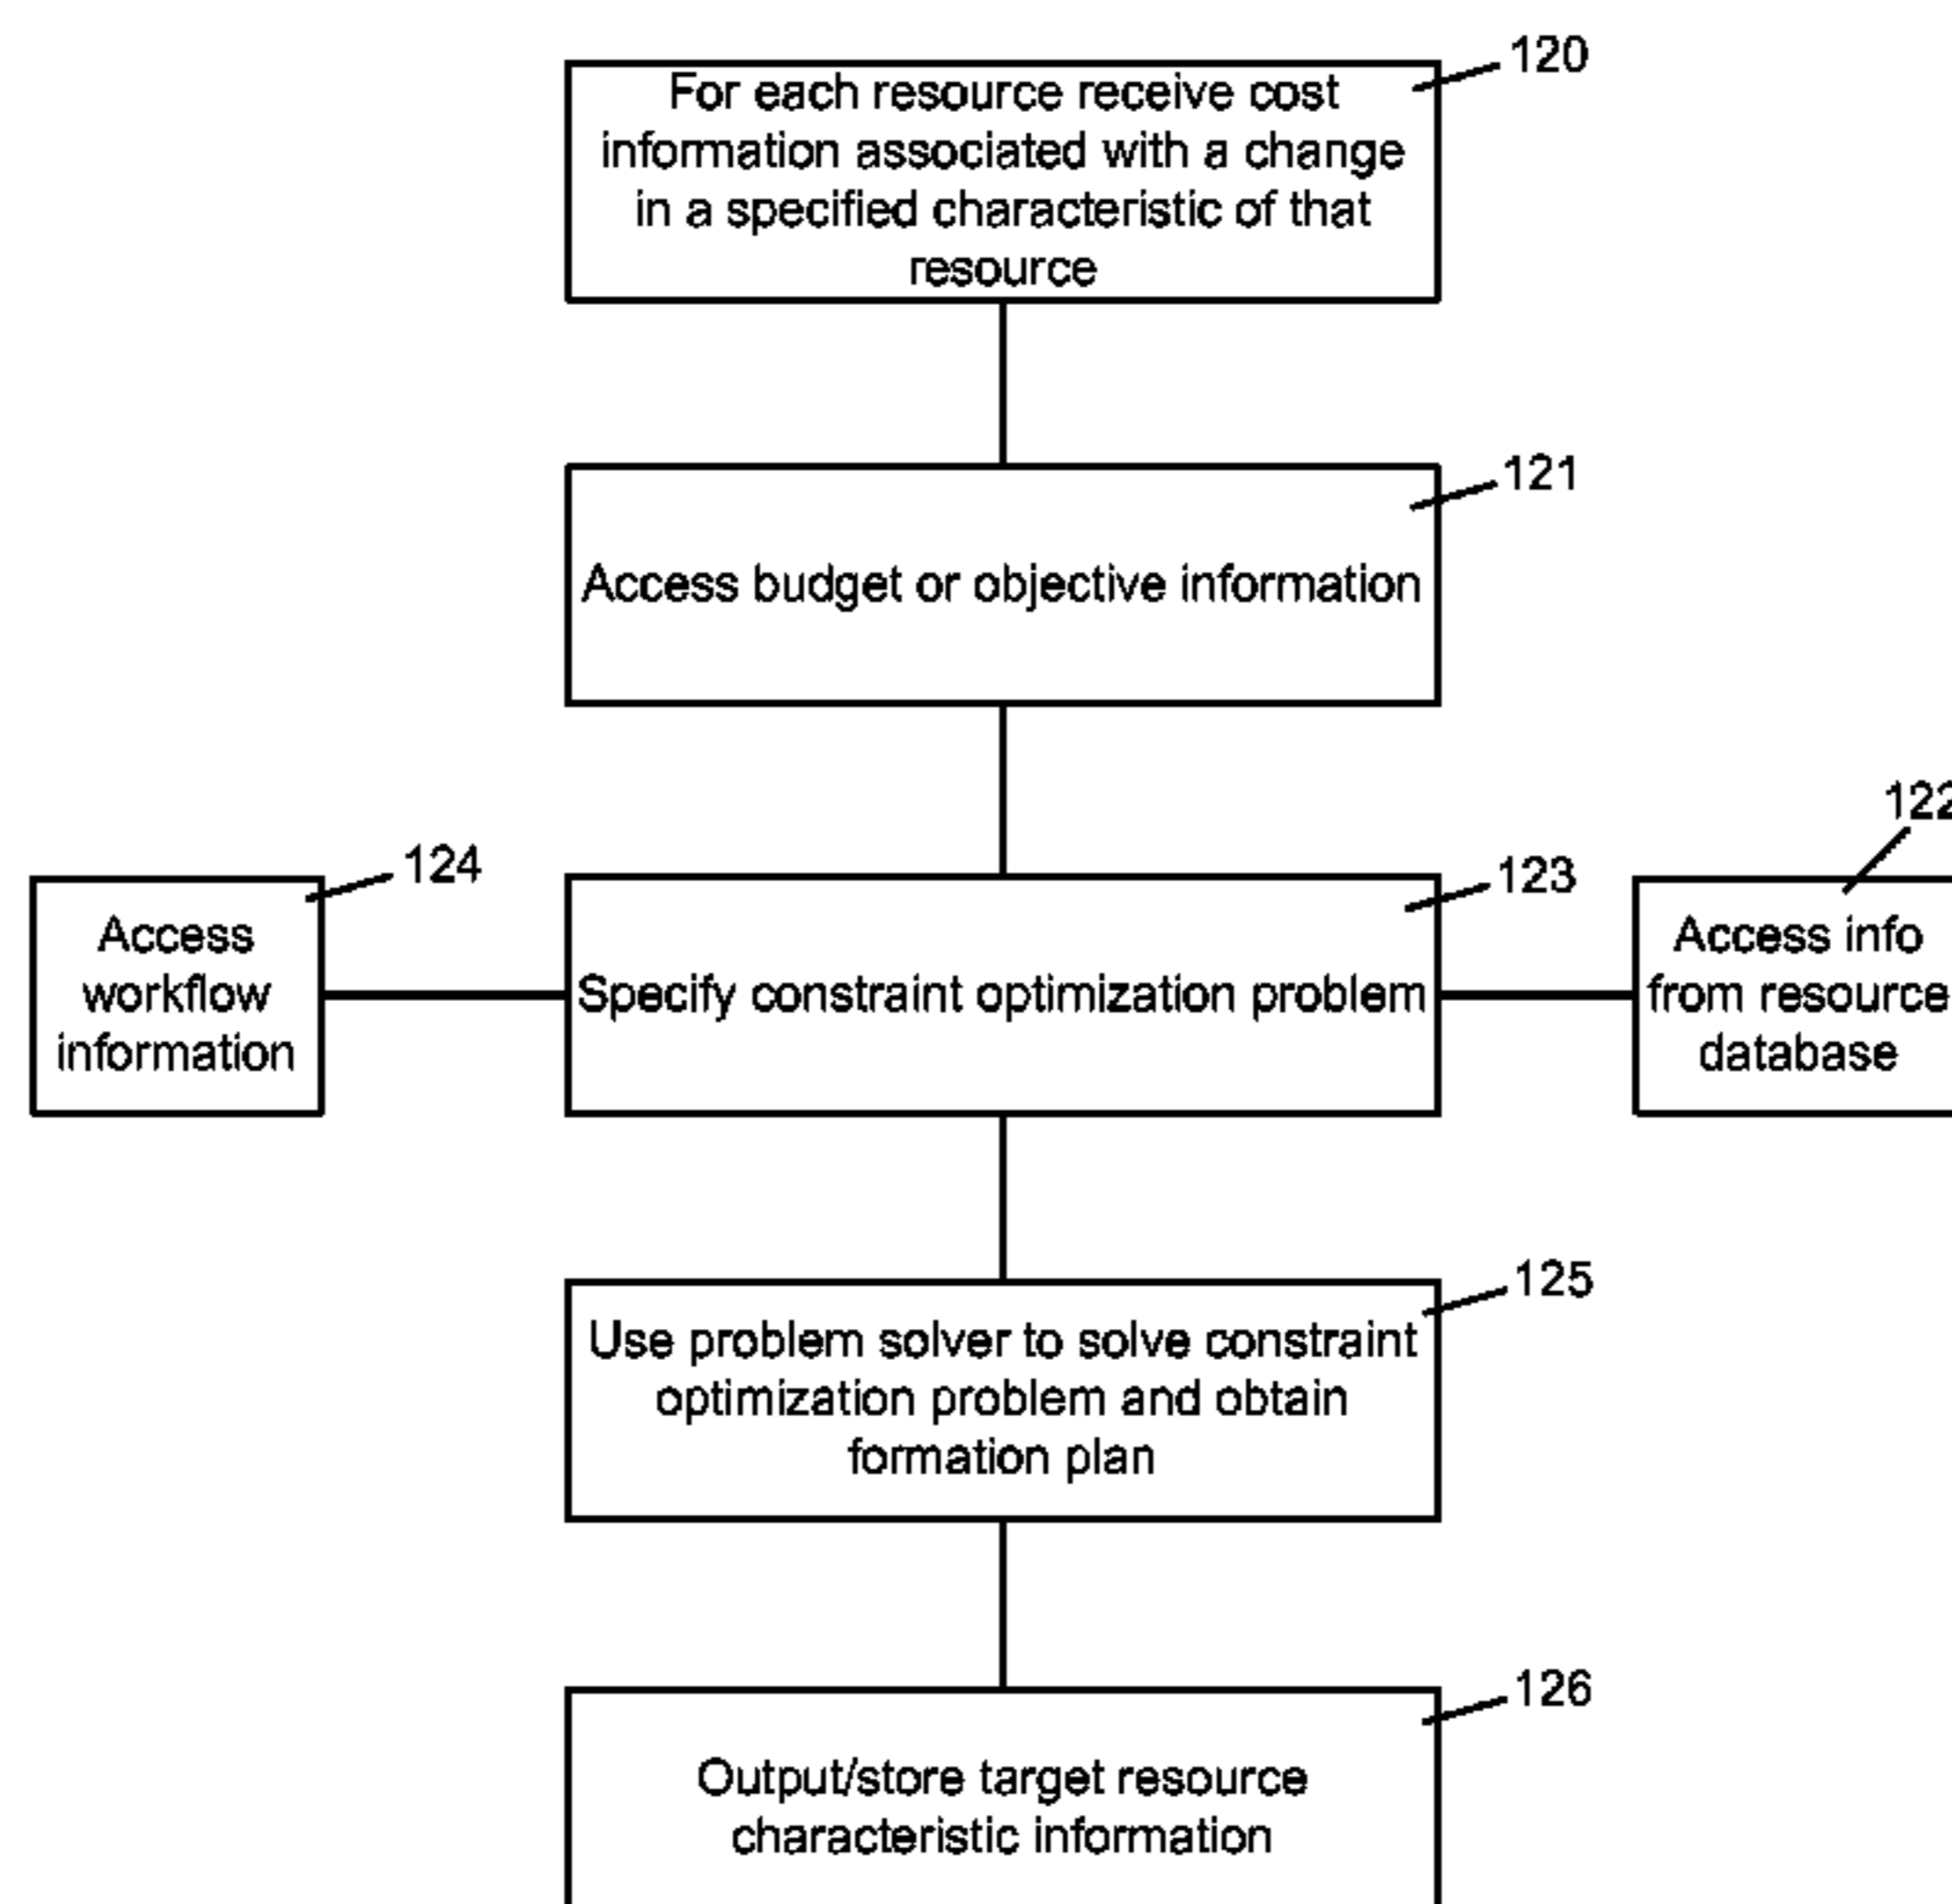 120
For each resource receive cost
information associated with a change
in a specified characteristic of that
resource
121
Access budget or objective information
122
124
123
Access
workflow
information
Specify constraint optimization problem
Access info
from resource
database
125
Use problem solver to solve constraint
optimization problem and obtain
formation plan
126
Output/store target resource
characteristic information